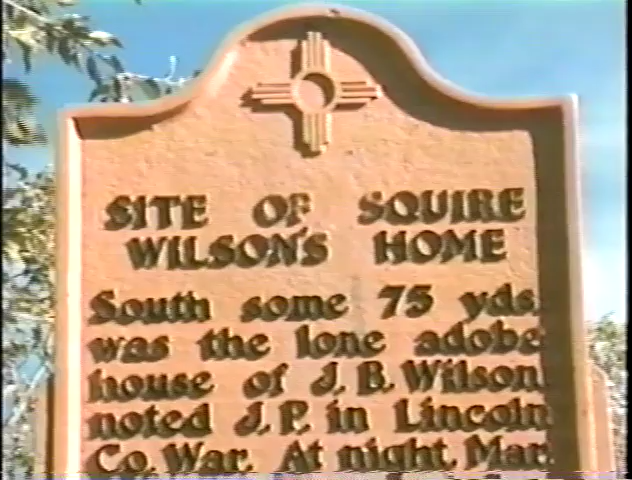 SITE OF SQUIRE
WILSON'S HOME
South some 75 yds.
was the lone adobe
house of J. B. Wilson,
noted J. P. in Lincoln
Co. War. At night, Mar.